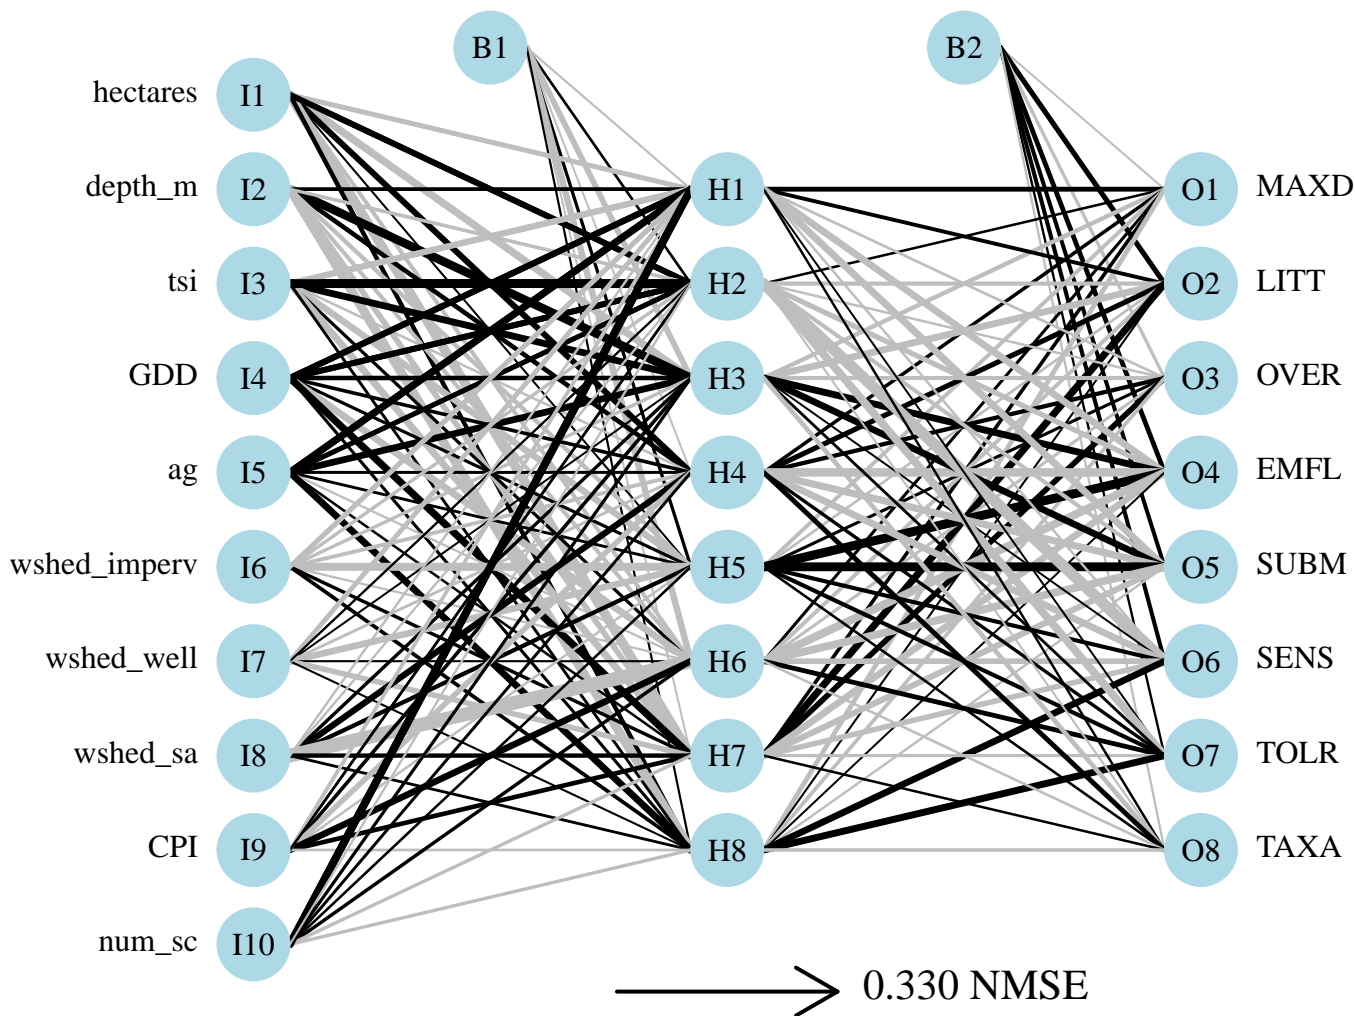 B1 B2
hectares I1
depth_m I2 H1 O1 MAXD
tsi I3 H2 O2 LITT
GDD I4 H3 O3 OVER
ag I5 H4 O4 EMFL
wshed_imperv I6 H5 O5 SUBM
wshed_well I7 H6 O6 SENS
wshed_sa I8 H7 O7 TOLR
CPI I9 H8 O8 TAXA
num_sc I10
0.330 NMSE